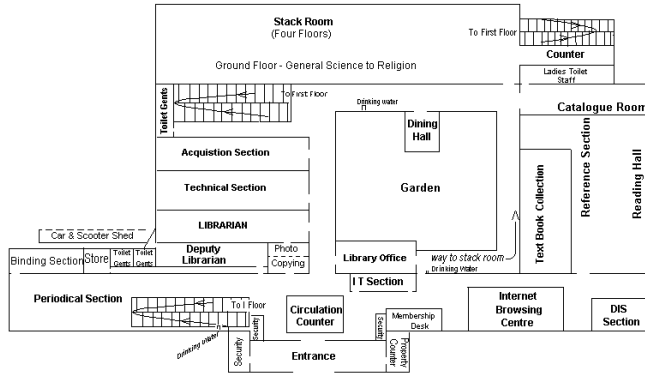 Stack Room
(Four Floors)
Ground Floor - General Science to Religion
To First Floor
Counter
Ladies Toilet
Staff
Toilet Gents
To First Floor
Drinking water
Catalogue Room
Dining
Hall
Acquistion Section
Technical Section
Garden
Text Book Collection
Reference Section
Reading Hall
LIBRARIAN
Car & Scooter Shed
Deputy
Librarian
Photo
Copying
Library Office
way to stack room
Binding Section
Store
Toilet
Gents
Toilet
Gents
Drinking Water
I T Section
Periodical Section
To I Floor
Circulation
Counter
Security
Security
Membership
Desk
Internet
Browsing
Centre
DIS
Section
Drinking Water
Security
Entrance
Property
Counter